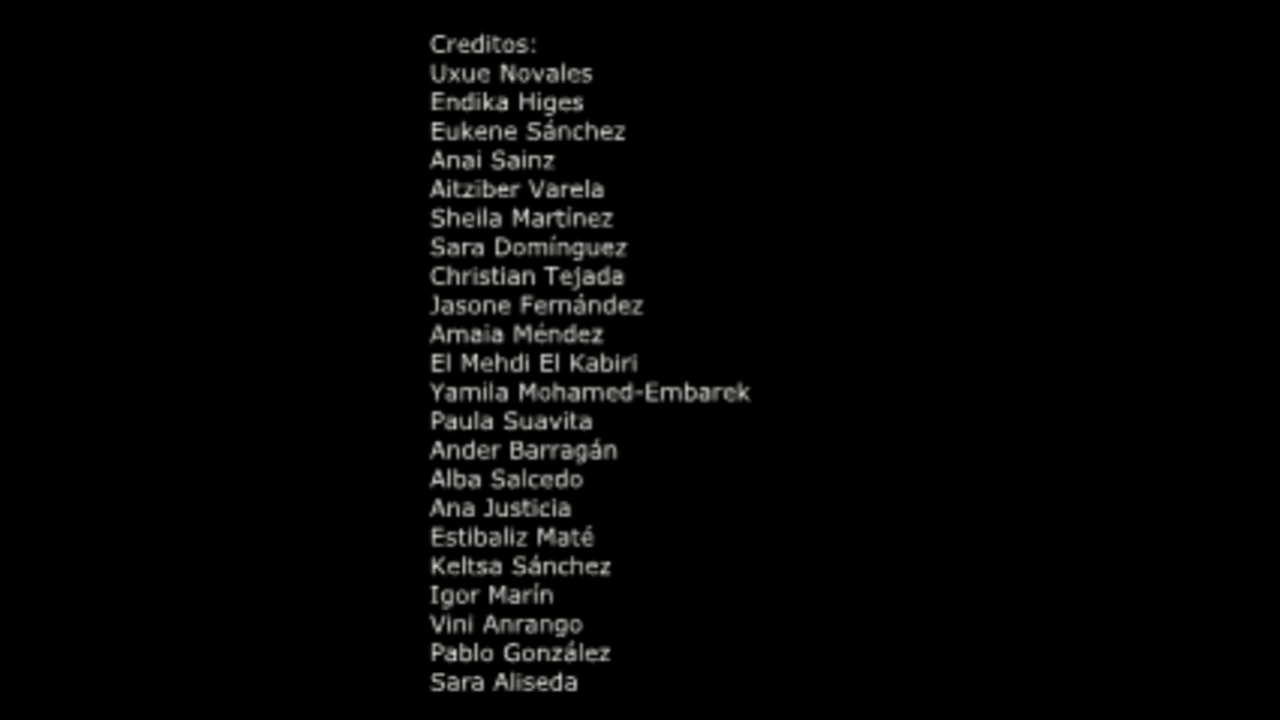 Creditos:
Uxue Novales
Endika Higes
Eukene Sánchez
Anai Sainz
Aitziber Varela
Sheila Martínez
Sara Domínguez
Christian Tejada
Jasone Fernández
Amaia Méndez
El Mehdi El Kabiri
Yamila Mohamed-Embarek
Paula Suavita
Ander Barragán
Alba Salcedo
Ana Justicia
Estibaliz Maté
Keltsa Sánchez
Igor Marín
Vini Anrango
Pablo González
Sara Aliseda